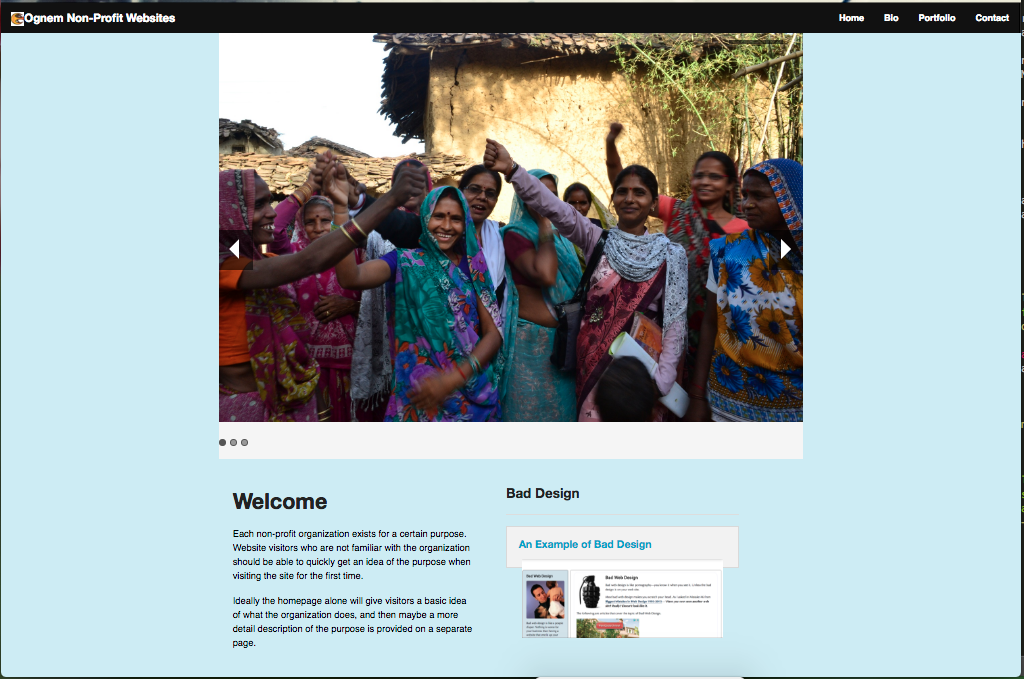 Ognem Non-Profit Websites
Home Bio Portfolio Contact
Welcome
Each non-profit organization exists for a certain purpose.
Website visitors who are not familiar with the organization
should be able to quickly get an idea of the purpose when
visiting the site for the first time.
Ideally the homepage alone will give visitors a basic idea
of what the organization does, and then maybe a more
detail description of the purpose is provided on a separate
page.
Bad Design
An Example of Bad Design
Bad Web Design
Bad Design